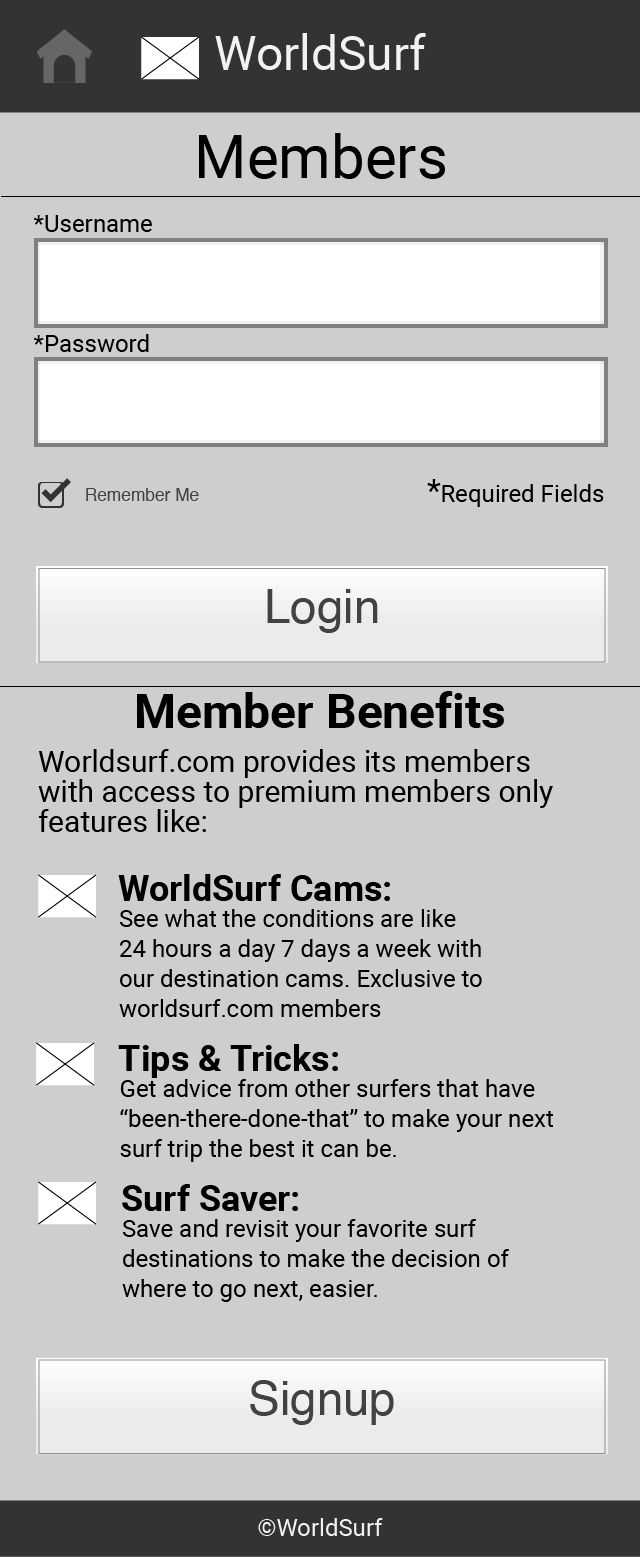 WorldSurf
Members
*Username
*Password
Remember Me
*Required Fields
Login
Member Benefits
Worldsurf.com provides its members
with access to premium members only
features like:
WorldSurf Cams:
See what the conditions are like
24 hours a day 7 days a week with
our destination cams. Exclusive to
worldsurf.com members
Tips & Tricks:
Get advice from other surfers that have
“been-there-done-that” to make your next
surf trip the best it can be.
Surf Saver:
Save and revisit your favorite surf
destinations to make the decision of
where to go next, easier.
Signup
©WorldSurf